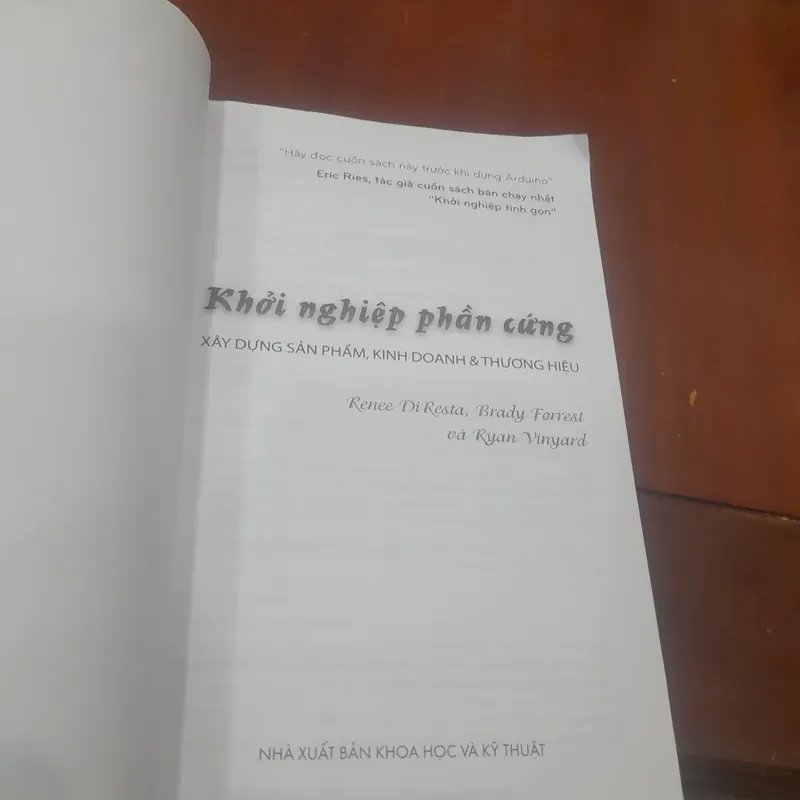 "Hãy đọc cuốn sách này trước khi dựng Arduino"
Eric Ries, tác giả cuốn sách bán chạy nhất
"Khởi nghiệp tinh gọn"
Khởi nghiệp phần cứng
XÂY DỰNG SẢN PHẨM, KINH DOANH & THƯƠNG HIỆU
Renee DiResta, Brady Forrest
và Ryan Vinyard
NHÀ XUẤT BẢN KHOA HỌC VÀ KỸ THUẬT